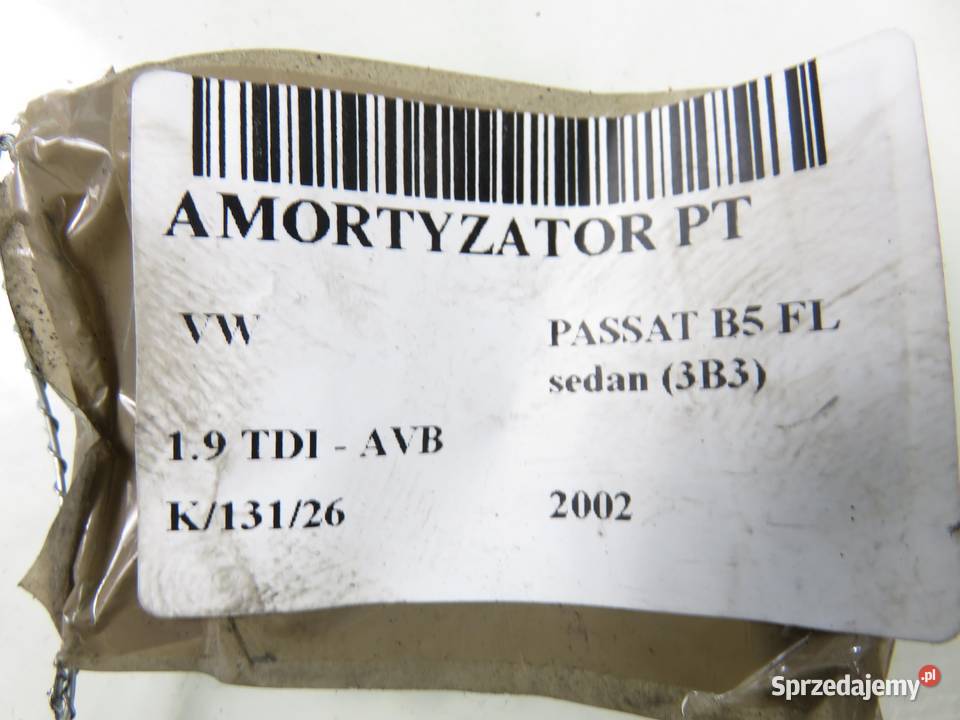 AMORTYZATOR PT
VW
PASSAT B5 FL
sedan (3B3)
1.9 TDI - AVB
K/131/26
2002
Sprzedajemy.pl